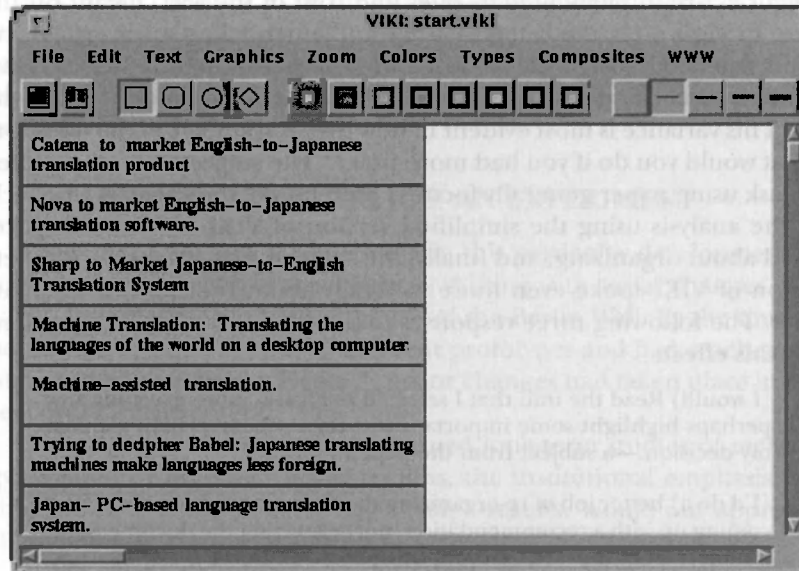 VIKI: start.viki
File Edit Text Graphics Zoom Colors Types Composites WWW
Catena to market English-to-Japanese
translation product
Nova to market English-to-Japanese
translation software.
Sharp to Market Japanese-to-English
Translation System
Machine Translation: Translating the
languages of the world on a desktop computer
Machine-assisted translation.
Trying to decipher Babel: Japanese translating
machines make languages less foreign.
Japan- PC-based language translation
system.